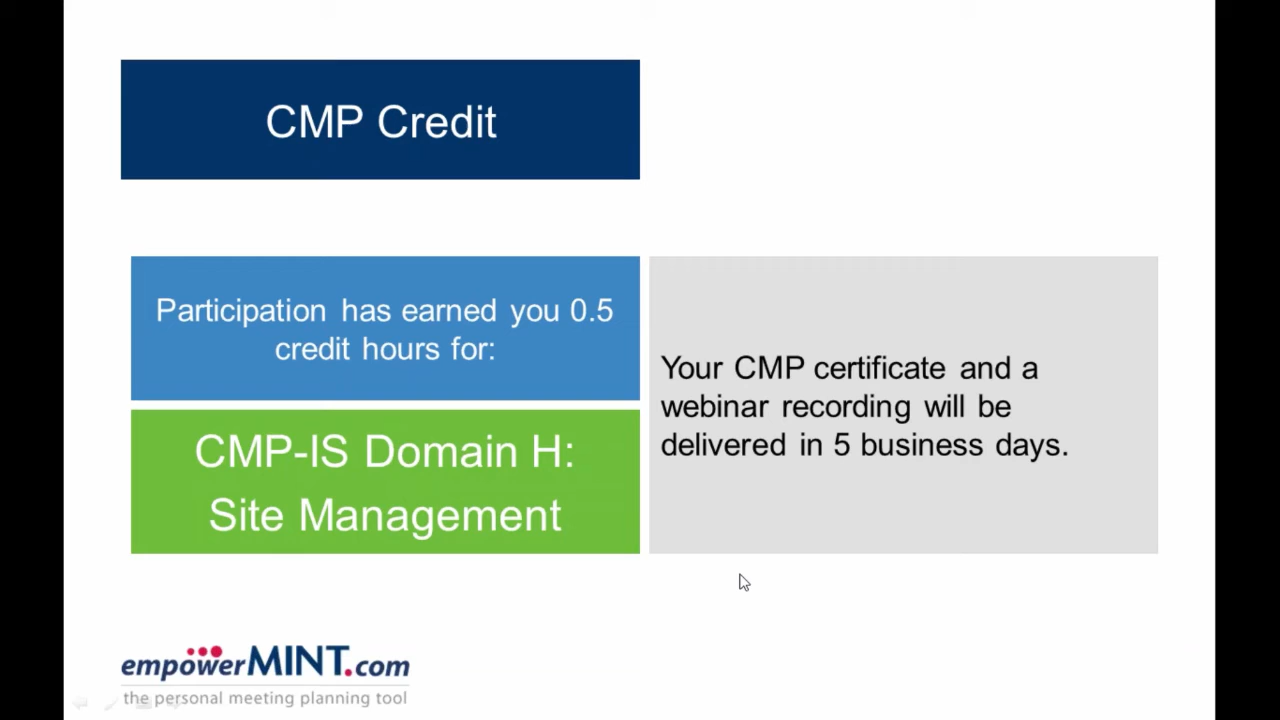 CMP Credit
Participation has earned you 0.5
credit hours for:
CMP-IS Domain H:
Site Management
Your CMP certificate and a
webinar recording will be
delivered in 5 business days.
empowerMINT.com
the personal meeting planning tool